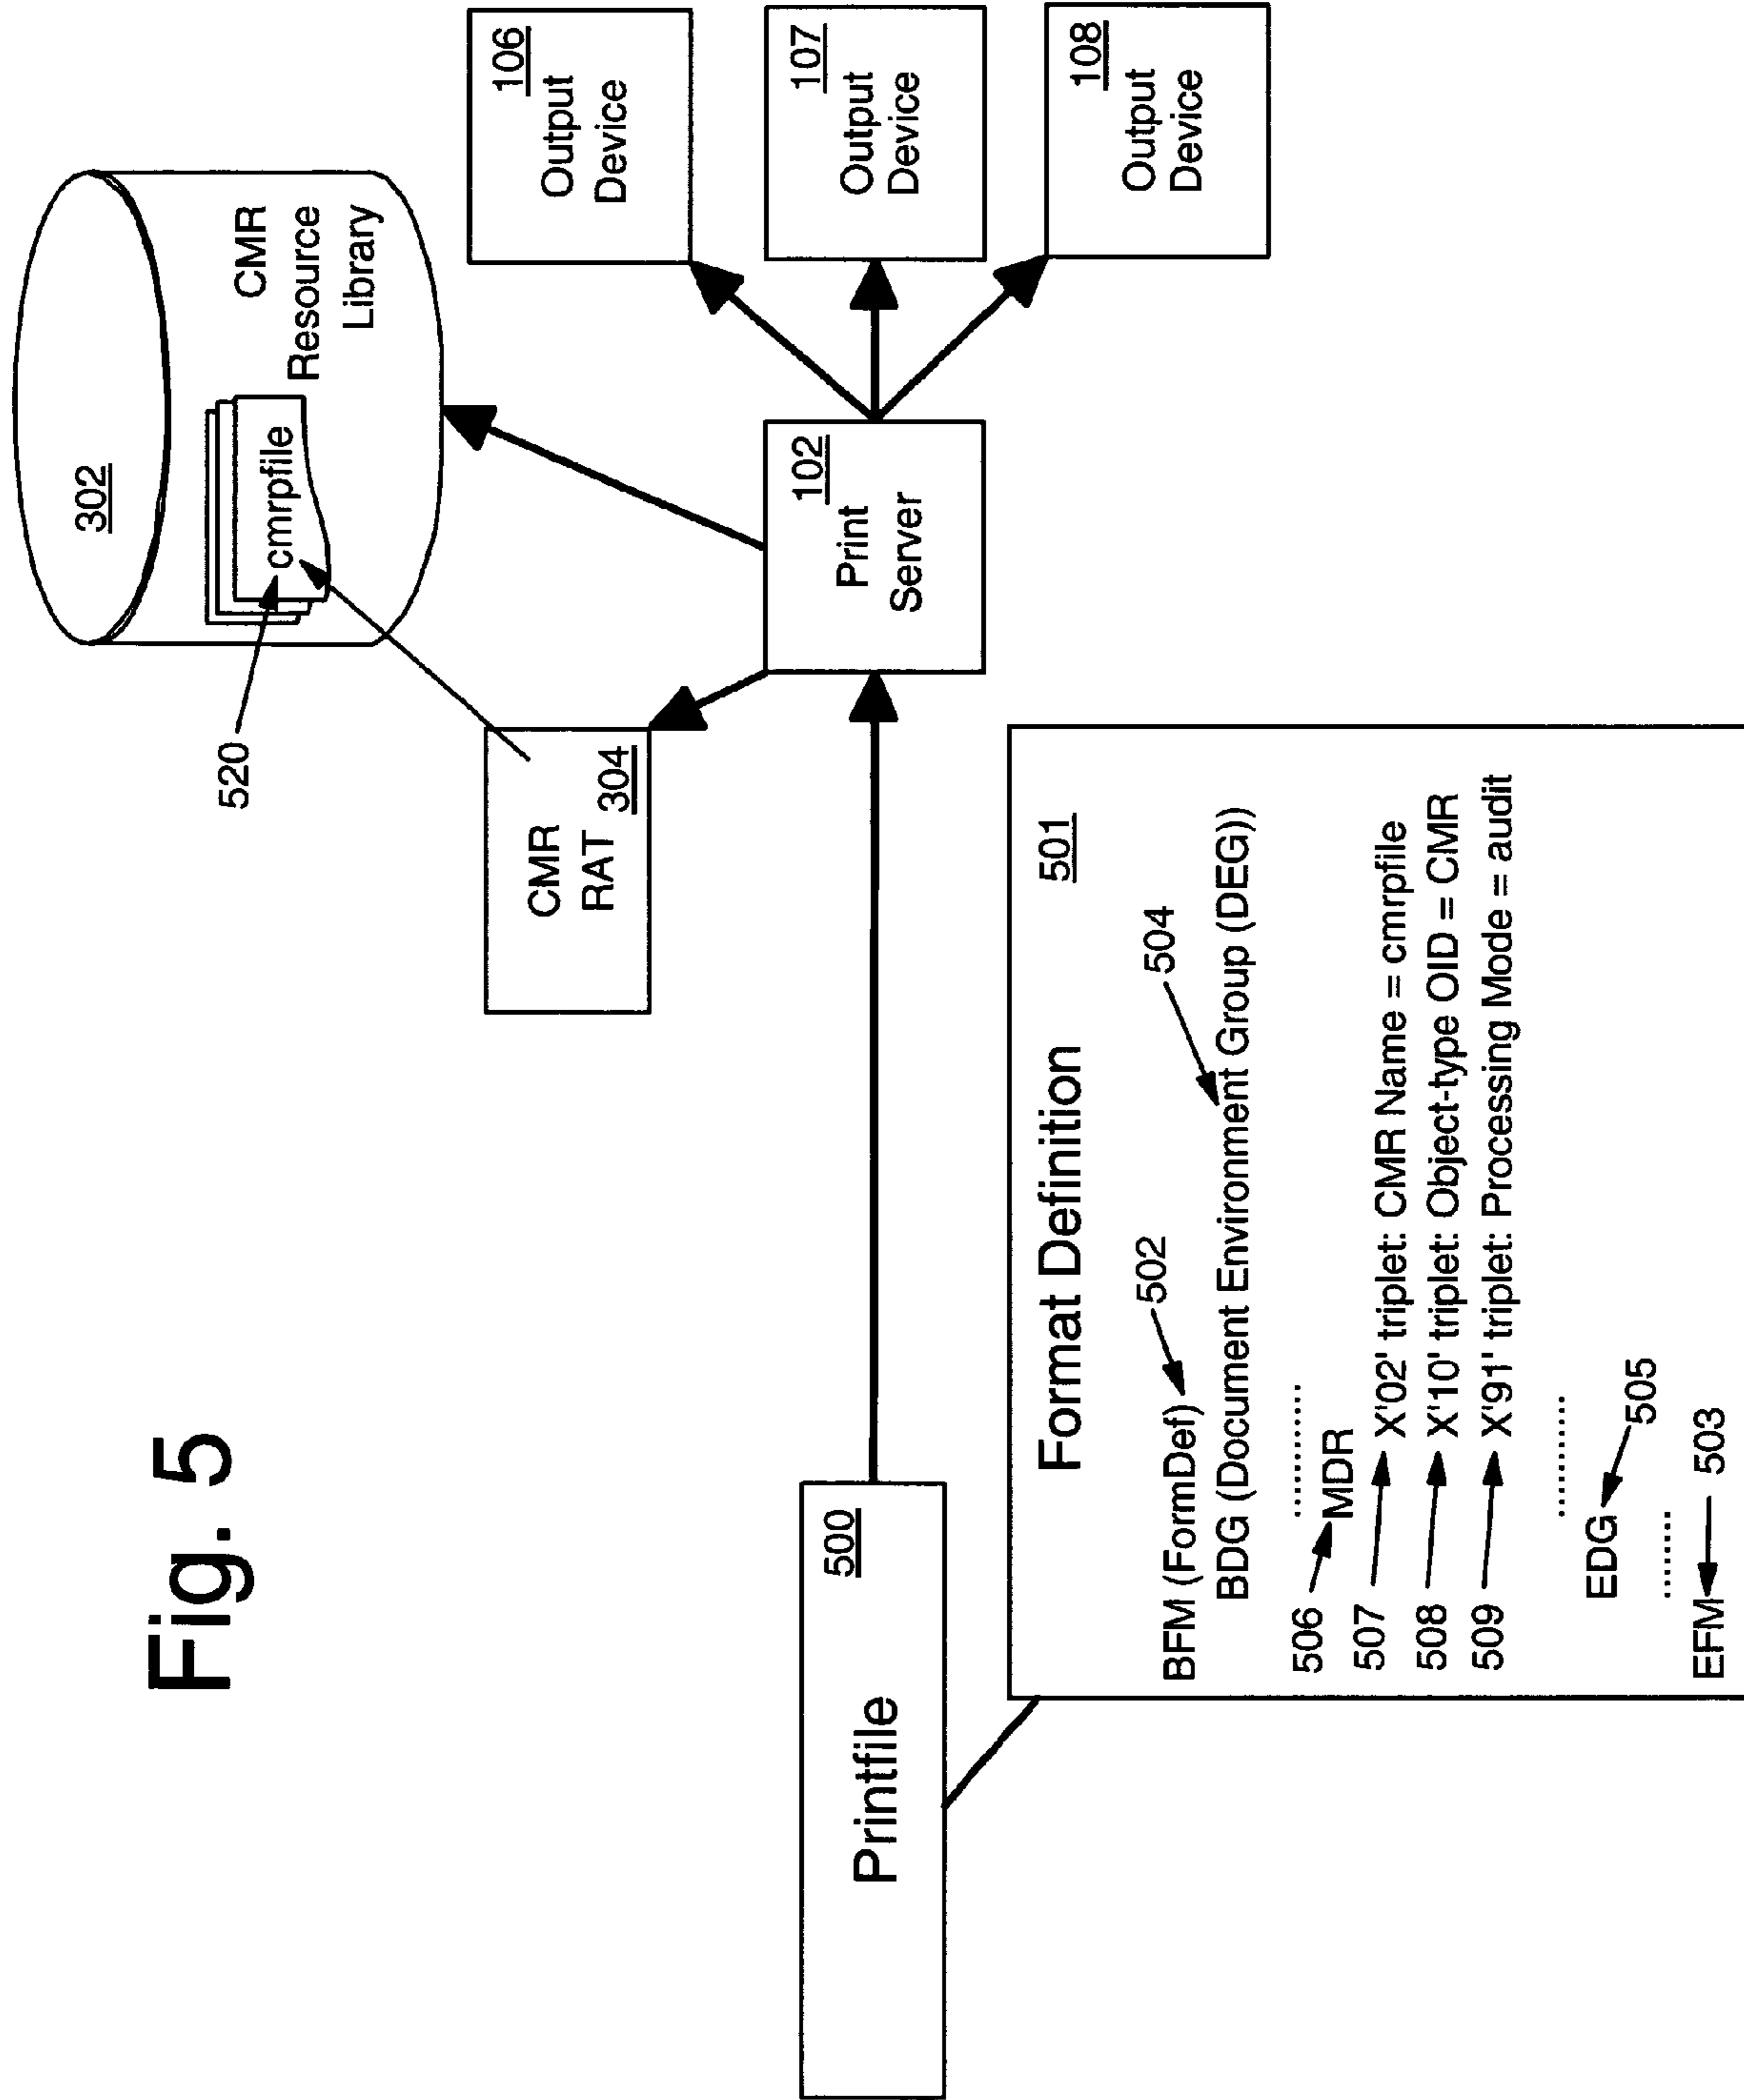 Fig. 5
302
cmrpfile
CMR
Resource
Library
520
CMR
RAT
304
106
Output
Device
107
Output
Device
108
Output
Device
102
Print
Server
500
Printfile
Format Definition
501
BFM (FormDef)
502
BDG (Document Environment Group (DEG))
504
............
506
MDR
507
X'02' triplet: CMR Name = cmrpfile
508
X'10' triplet: Object-type OID = CMR
509
X'91' triplet: Processing Mode = audit
...........
EDG
505
........
EFM
503